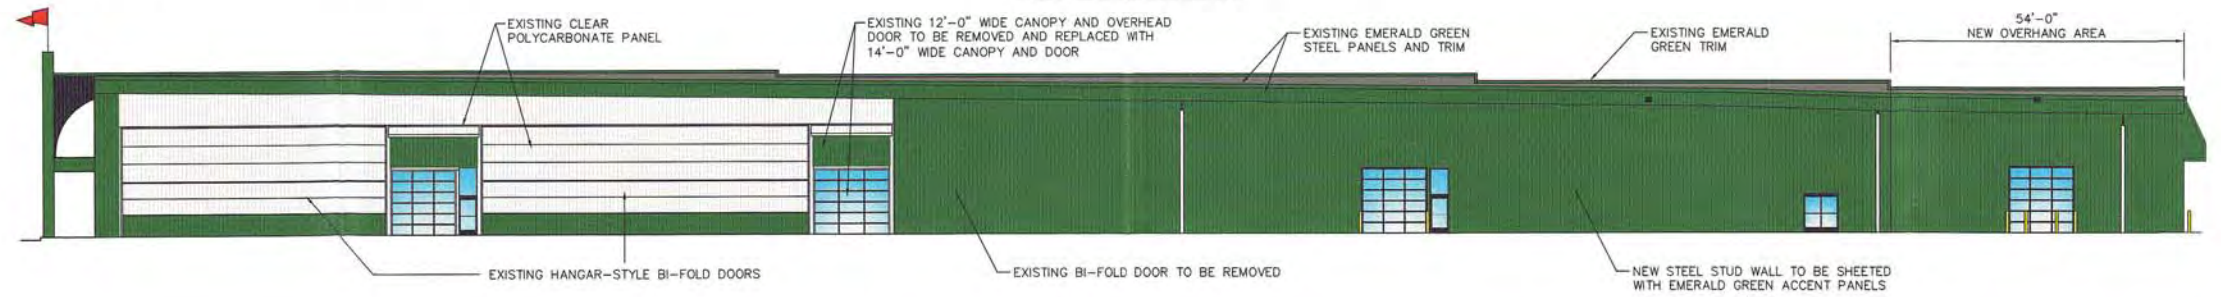 EXISTING CLEAR
POLYCARBONATE PANEL
EXISTING 12'-0" WIDE CANOPY AND OVERHEAD
DOOR TO BE REMOVED AND REPLACED WITH
14'-0" WIDE CANOPY AND DOOR
EXISTING EMERALD GREEN
STEEL PANELS AND TRIM
EXISTING EMERALD
GREEN TRIM
54'-0"
NEW OVERHANG AREA
EXISTING HANGAR-STYLE BI-FOLD DOORS
EXISTING BI-FOLD DOOR TO BE REMOVED
NEW STEEL STUD WALL TO BE SHEETED
WITH EMERALD GREEN ACCENT PANELS